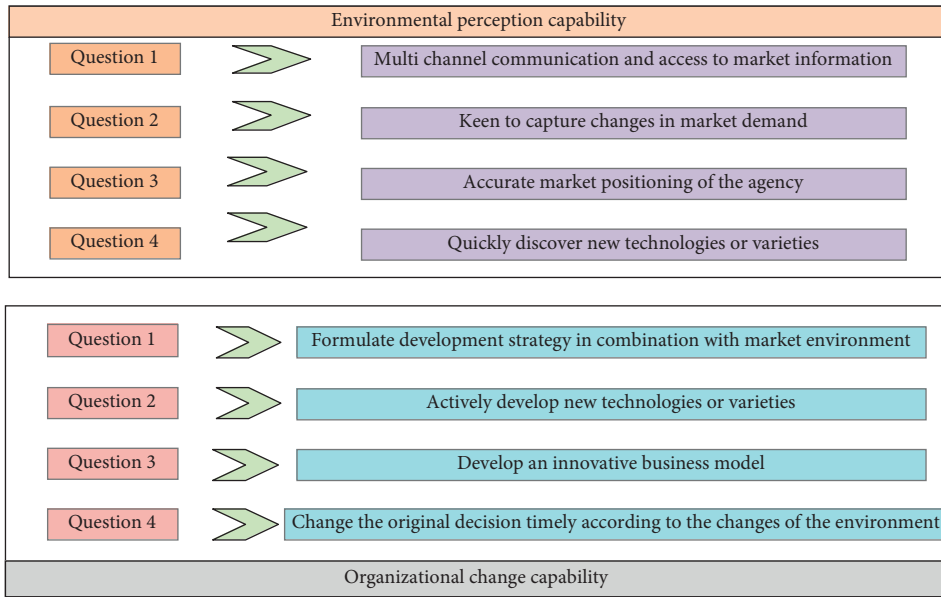 Environmental perception capability
Question 1
Multi channel communication and access to market information
Question 2
Keen to capture changes in market demand
Question 3
Accurate market positioning of the agency
Question 4
Quickly discover new technologies or varieties
Question 1
Formulate development strategy in combination with market environment
Question 2
Actively develop new technologies or varieties
Question 3
Develop an innovative business model
Question 4
Change the original decision timely according to the changes of the environment
Organizational change capability